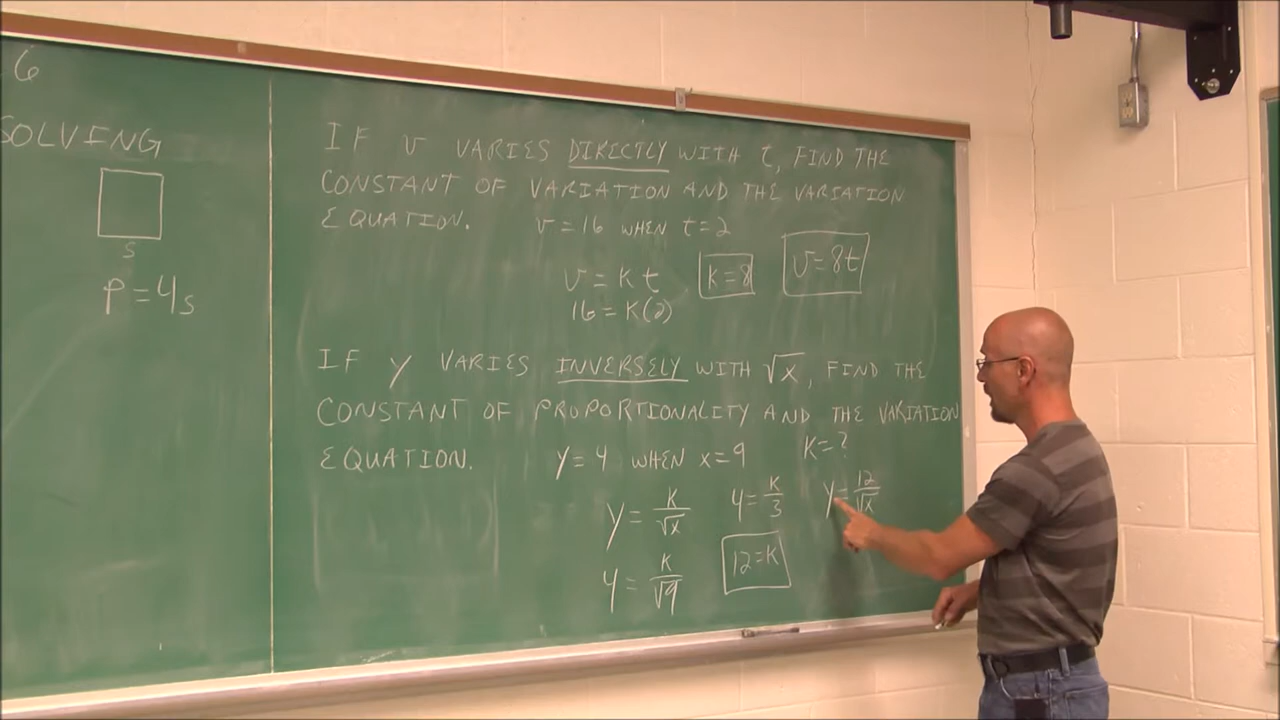 6
SOLVING
S
P=4s
IF v VARIES DIRECTLY WITH t, FIND THE
CONSTANT OF VARIATION AND THE VARIATION
EQUATION. v=16 WHEN t=2
v=kt k=8 v=8t
16=k(2)
IF y VARIES INVERSELY WITH √x, FIND THE
CONSTANT OF PROPORTIONALITY AND THE VARIATION
EQUATION. y=4 WHEN x=9 K=?
y=k/√x 4=k/3 y=12/√x
4=k/√9 12=k